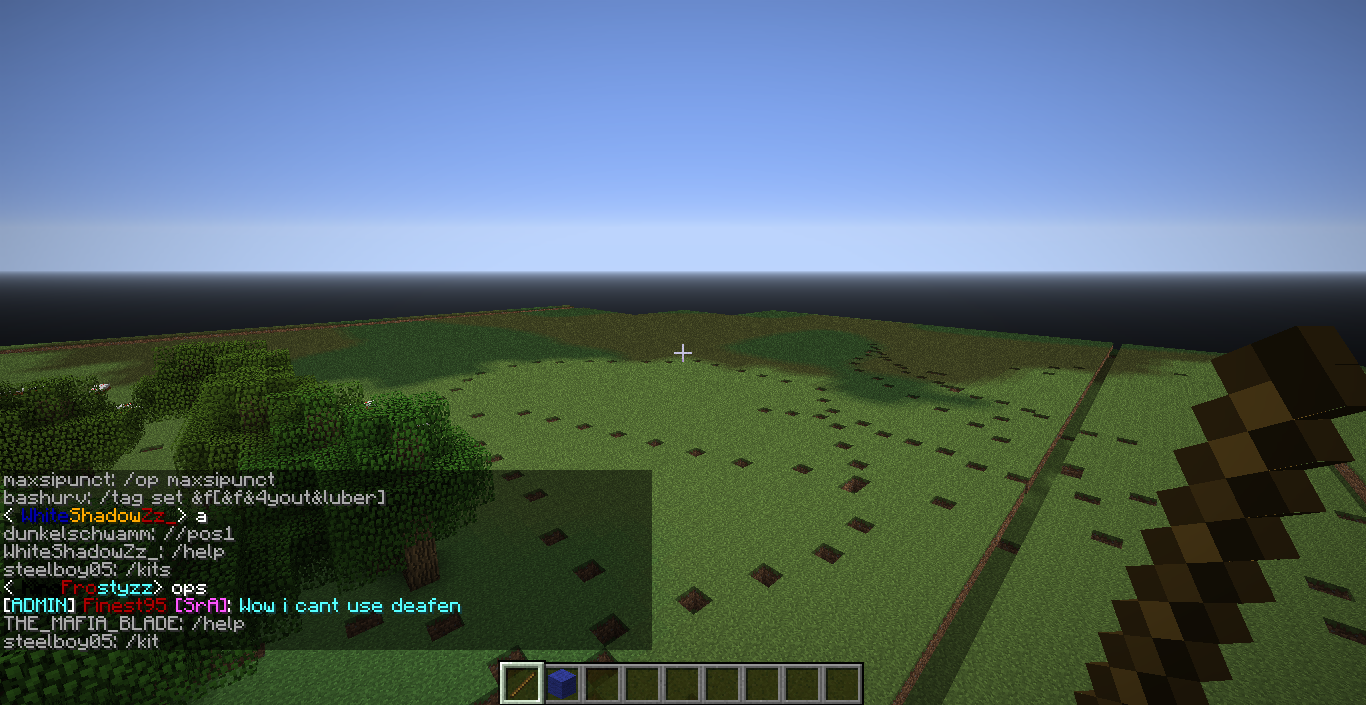 maxsipunct: /op maxsipunct
bashurv: /tag set &f[&f&4yout&luber]
< WhiteShadowZz_> a
dunkelschwamm: //pos1
WhiteShadowZz_: /help
steelboy05: /kits
< Frostyzz> ops
[ADMIN] Finest95 [SrA]: Wow i cant use deafen
THE_MAFIA_BLADE: /help
steelboy05: /kit